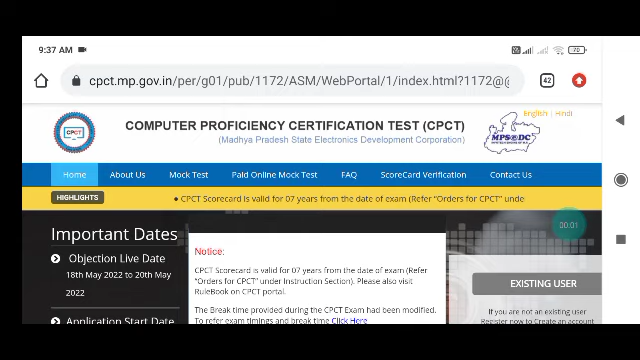 9:37 AM
70
cpct.mp.gov.in/per/g01/pub/1172/ASM/WebPortal/1/index.html?1172@@
42
English | Hindi
CPCT
COMPUTER PROFICIENCY CERTIFICATION TEST (CPCT)
(Madhya Pradesh State Electronics Development Corporation)
Home About Us Mock Test Paid Online Mock Test FAQ ScoreCard Verification Contact Us
HIGHLIGHTS
• CPCT Scorecard is valid for 07 years from the date of exam (Refer "Orders for CPCT" unde
00:01
Important Dates
Objection Live Date
18th May 2022 to 20th May
2022
Application Start Date
Notice:
CPCT Scorecard is valid for 07 years from the date of exam (Refer
"Orders for CPCT" under Instruction Section). Please also visit
RuleBook on CPCT portal.
The Break time provided during the CPCT Exam had been modified.
To refer exam timings and break time Click Here
EXISTING USER
If you are not an existing user
Register now to Create an account